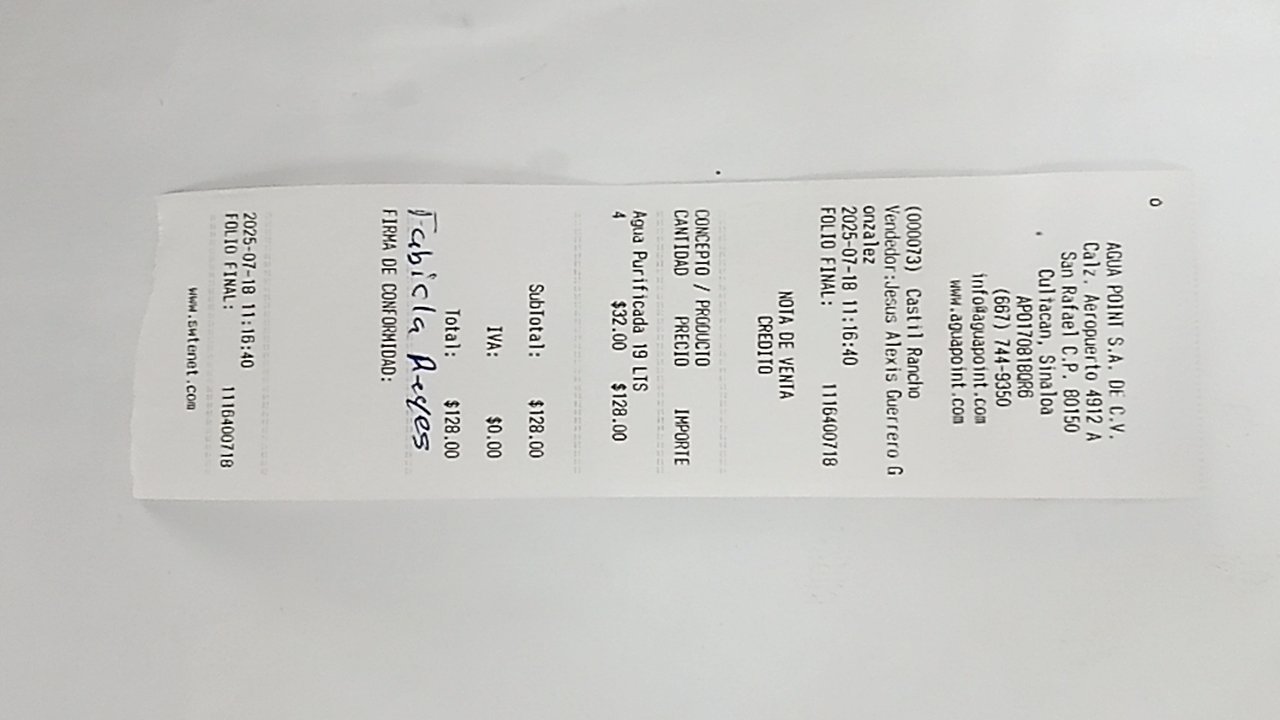 AGUA POINT S.A. DE C.V.
Calz. Aeropuerto 4912 A
San Rafael C.P. 80150
Culiacan, Sinaloa
APO170818QR6
(667) 744-9350
info@aguapoint.com
www.aguapoint.com
(000073) Castil Rancho
Vendedor:Jesus Alexis Guerrero G
onzalez
2025-07-18 11:16:40
FOLIO FINAL: 1116400718
NOTA DE VENTA
CREDITO
CONCEPTO / PRODUCTO
CANTIDAD PRECIO IMPORTE
Agua Purificada 19 LTS
4 $32.00 $128.00
SubTotal: $128.00
IVA: $0.00
Total: $128.00
Fabiola Reyes
FIRMA DE CONFORMIDAD:
2025-07-18 11:16:40
FOLIO FINAL: 1116400718
www.swtenet.com